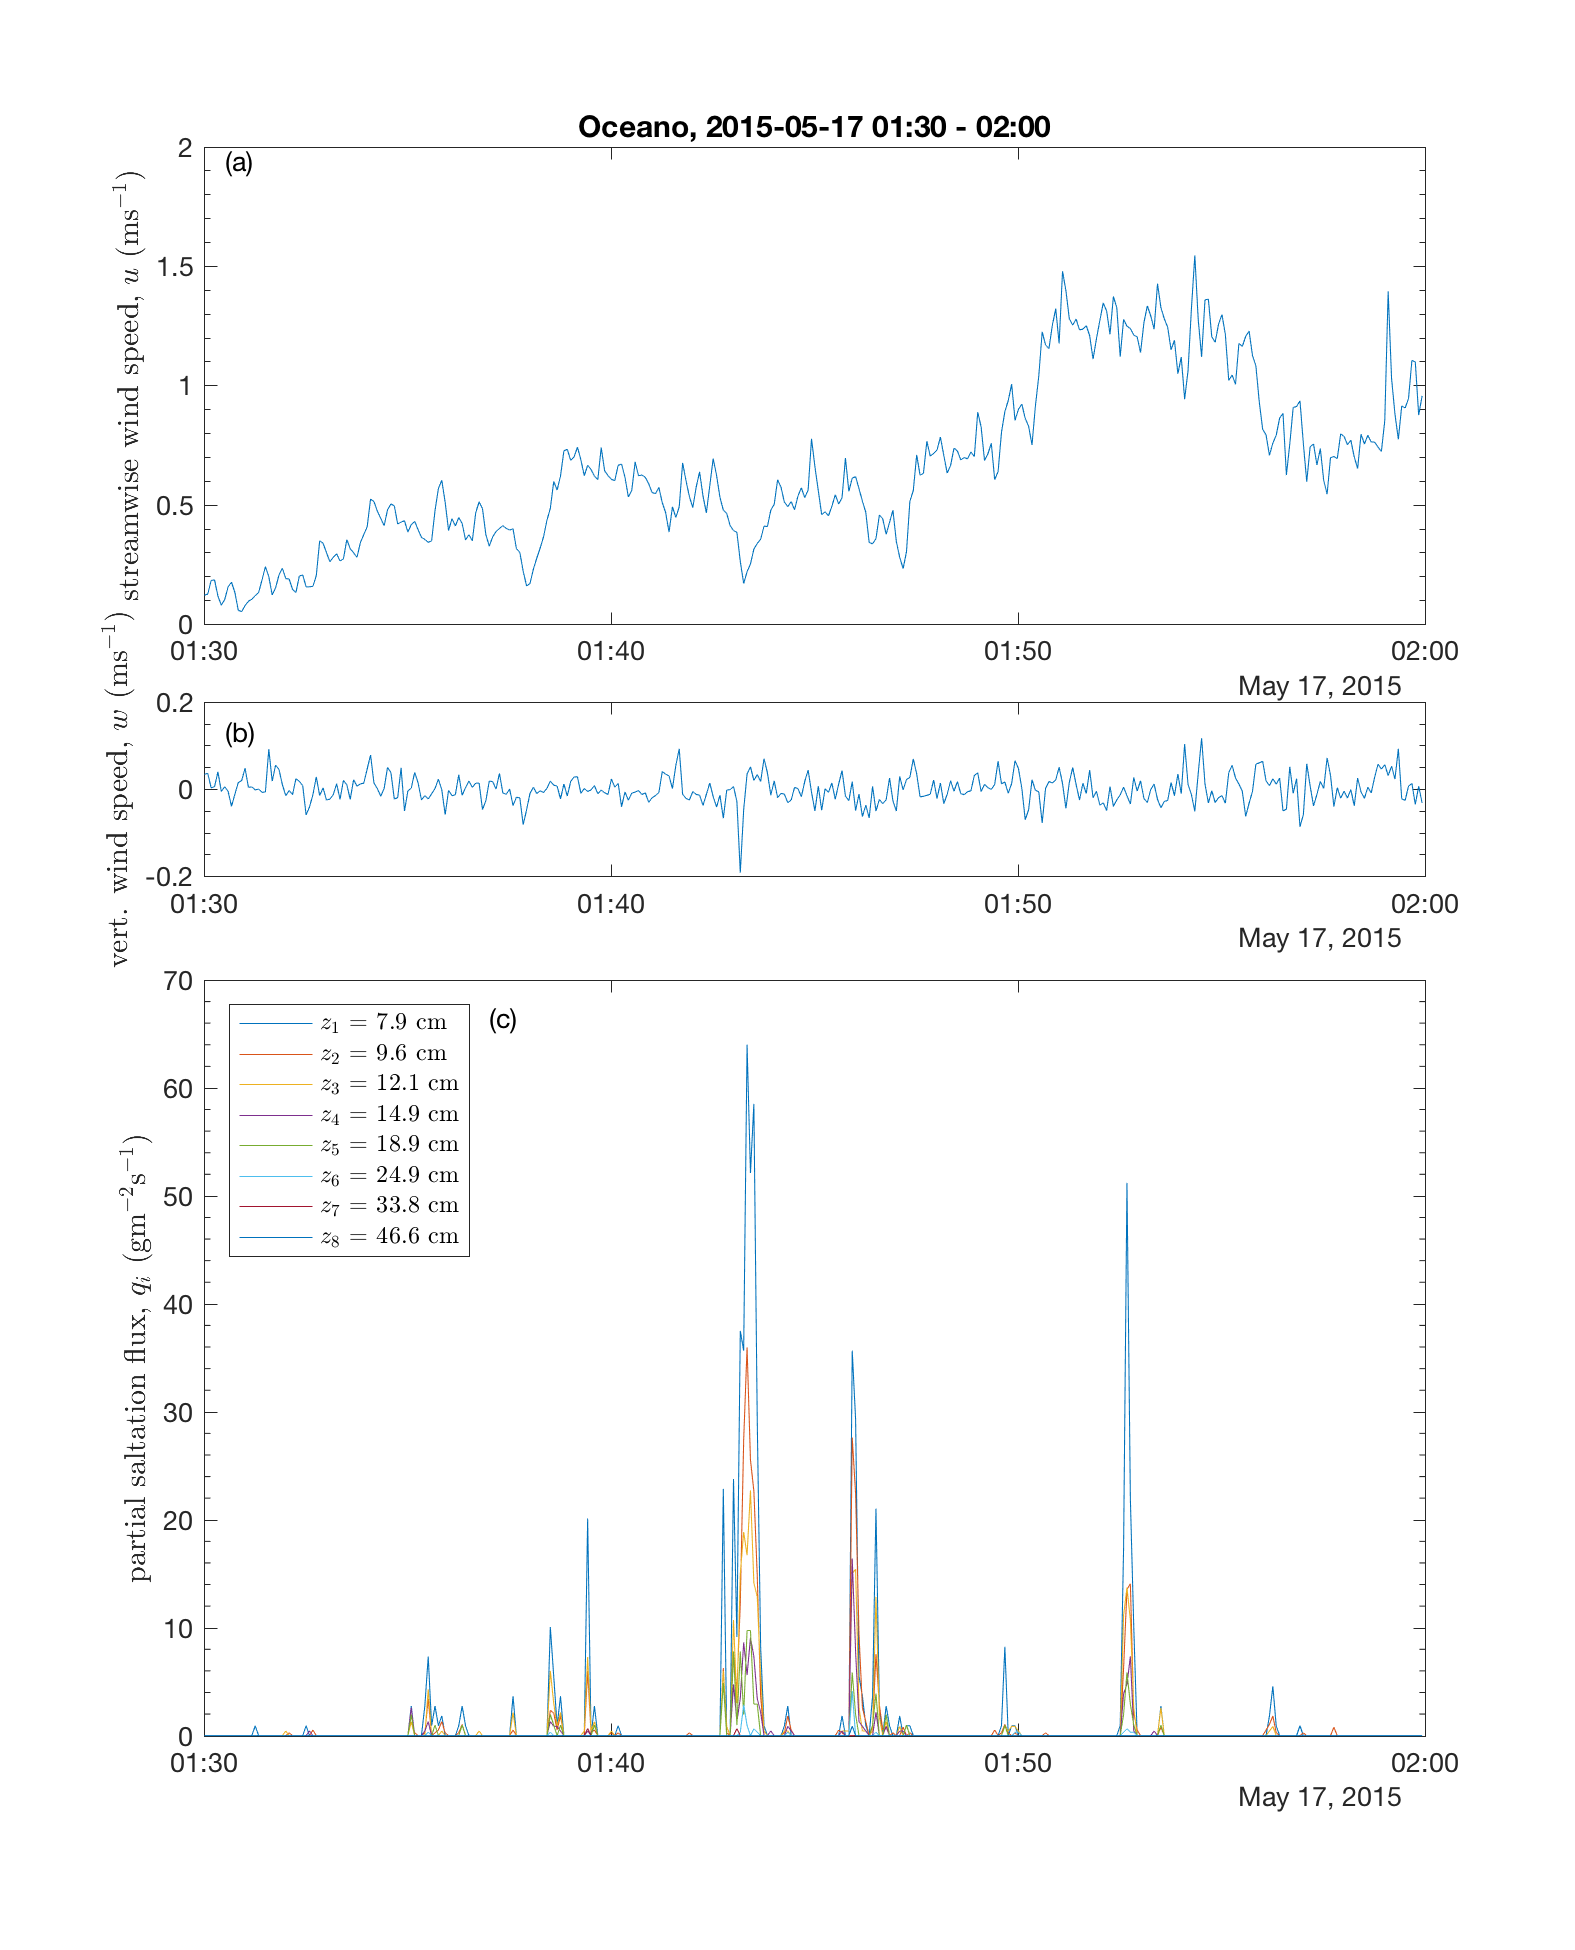 Oceano, 2015-05-17 01:30 - 02:00
(a)
streamwise wind speed, u (ms⁻¹)
2
1.5
1
0.5
0
01:30 01:40 01:50 02:00
May 17, 2015
(b)
vert. wind speed, w (ms⁻¹)
0.2
0
-0.2
01:30 01:40 01:50 02:00
May 17, 2015
(c)
partial saltation flux, qᵢ (gm⁻²s⁻¹)
70
60
50
40
30
20
10
0
z₁ = 7.9 cm
z₂ = 9.6 cm
z₃ = 12.1 cm
z₄ = 14.9 cm
z₅ = 18.9 cm
z₆ = 24.9 cm
z₇ = 33.8 cm
z₈ = 46.6 cm
01:30 01:40 01:50 02:00
May 17, 2015